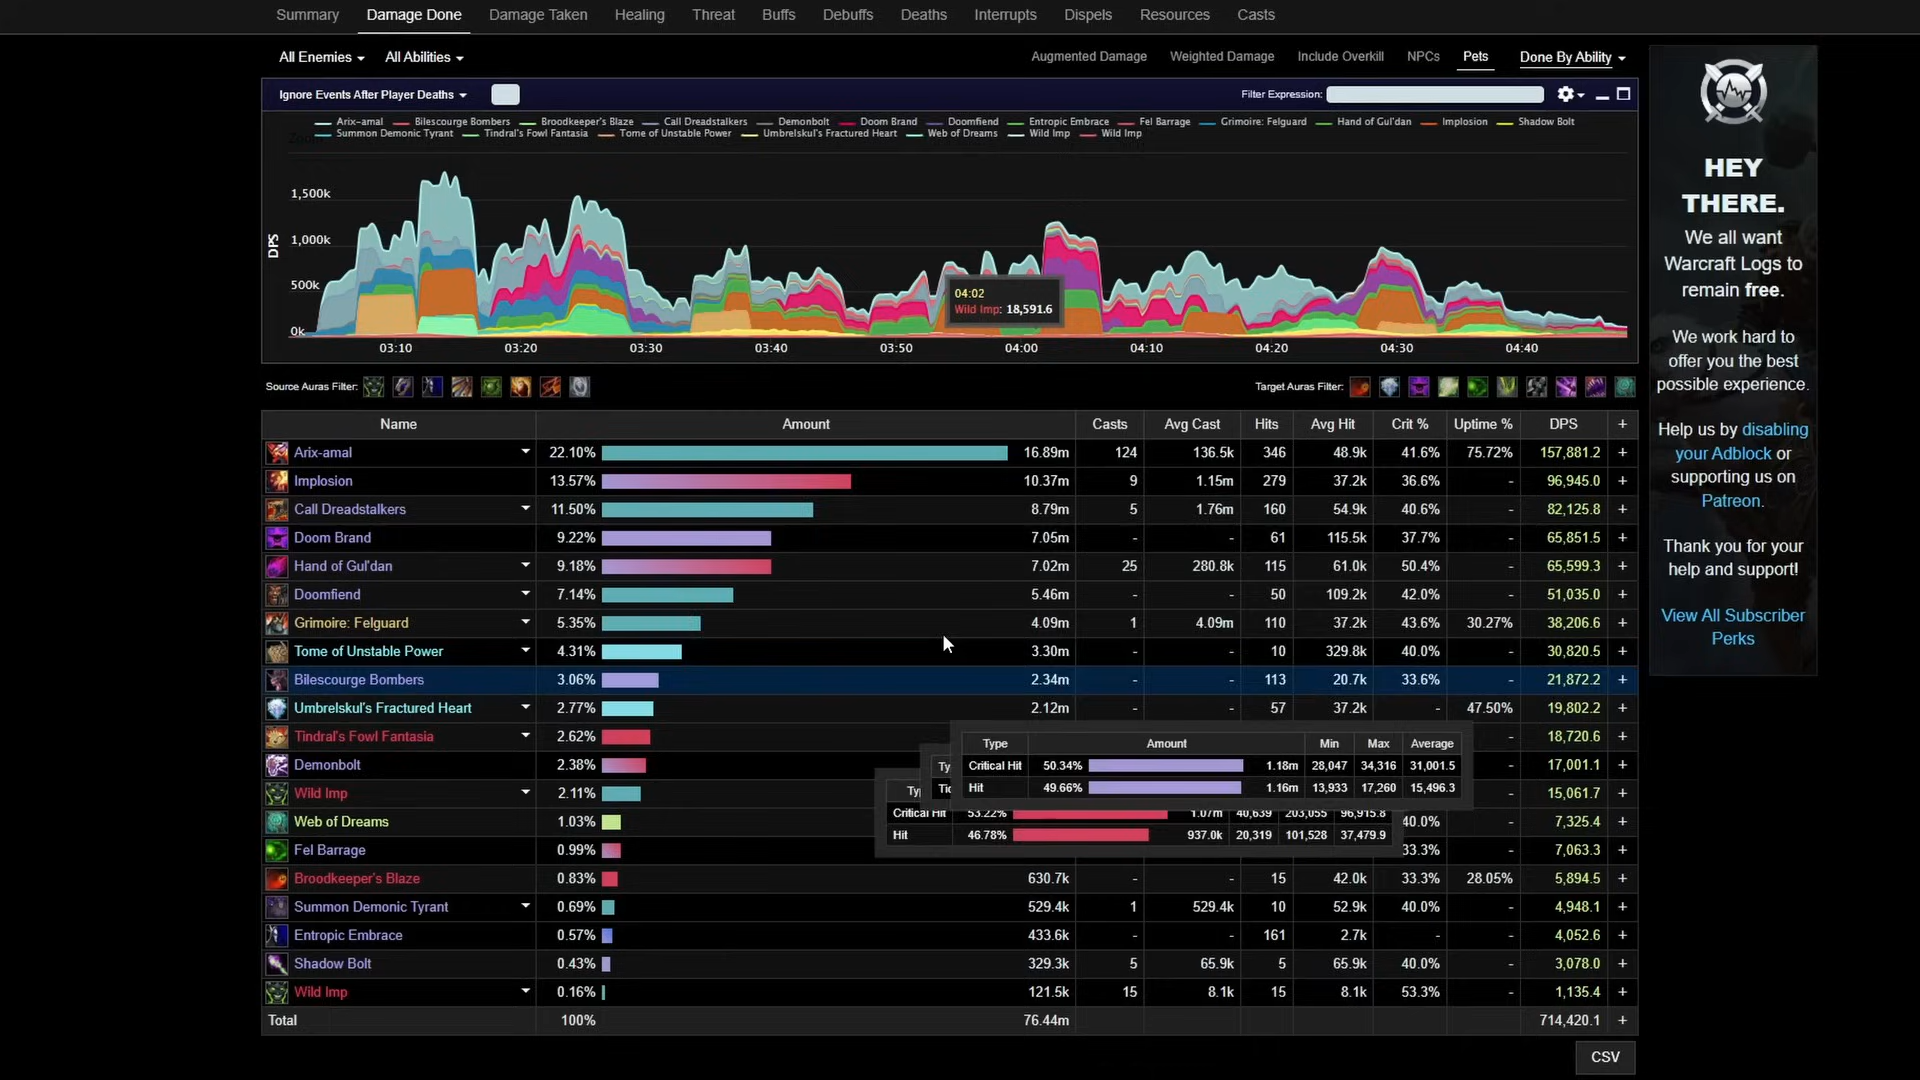 Summary Damage Done Damage Taken Healing Threat Buffs Debuffs Deaths Interrupts Dispels Resources Casts
All Enemies All Abilities Augmented Damage Weighted Damage Include Overkill NPCs Pets Done By Ability
Ignore Events After Player Deaths Filter Expression:
Arix-amal Bilescourge Bombers Broodkeeper's Blaze Call Dreadstalkers Demonbolt Doom Brand Doomfiend Entropic Embrace Fel Barrage Grimoire: Felguard Hand of Gul'dan Implosion Shadow Bolt
Summon Demonic Tyrant Tindral's Fowl Fantasia Tome of Unstable Power Umbrelskul's Fractured Heart Web of Dreams Wild Imp Wild Imp
Zoom
DPS
1,500k
1,000k
500k
0k
04:02
Wild Imp: 18,591.6
03:10 03:20 03:30 03:40 03:50 04:00 04:10 04:20 04:30 04:40
Source Auras Filter: Target Auras Filter:
Name Amount Casts Avg Cast Hits Avg Hit Crit % Uptime % DPS +
Arix-amal 22.10% 16.89m 124 136.5k 346 48.9k 41.6% 75.72% 157,881.2 +
Implosion 13.57% 10.37m 9 1.15m 279 37.2k 36.6% - 96,945.0 +
Call Dreadstalkers 11.50% 8.79m 5 1.76m 160 54.9k 40.6% - 82,125.8 +
Doom Brand 9.22% 7.05m - - 61 115.5k 37.7% - 65,851.5 +
Hand of Gul'dan 9.18% 7.02m 25 280.8k 115 61.0k 50.4% - 65,599.3 +
Doomfiend 7.14% 5.46m - - 50 109.2k 42.0% - 51,035.0 +
Grimoire: Felguard 5.35% 4.09m 1 4.09m 110 37.2k 43.6% 30.27% 38,206.6 +
Tome of Unstable Power 4.31% 3.30m - - 10 329.8k 40.0% - 30,820.5 +
Bilescourge Bombers 3.06% 2.34m - - 113 20.7k 33.6% - 21,872.2 +
Umbrelskul's Fractured Heart 2.77% 2.12m - - 57 37.2k - 47.50% 19,802.2 +
Tindral's Fowl Fantasia 2.62% - 18,720.6 +
Demonbolt 2.38% - 17,001.1 +
Wild Imp 2.11% - 15,061.7 +
Web of Dreams 1.03% 40.0% - 7,325.4 +
Fel Barrage 0.99% 33.3% - 7,063.3 +
Broodkeeper's Blaze 0.83% 630.7k - - 15 42.0k 33.3% 28.05% 5,894.5 +
Summon Demonic Tyrant 0.69% 529.4k 1 529.4k 10 52.9k 40.0% - 4,948.1 +
Entropic Embrace 0.57% 433.6k - - 161 2.7k - - 4,052.6 +
Shadow Bolt 0.43% 329.3k 5 65.9k 5 65.9k 40.0% - 3,078.0 +
Wild Imp 0.16% 121.5k 15 8.1k 15 8.1k 53.3% - 1,135.4 +
Total 100% 76.44m 714,420.1 +
Type Amount Min Max Average
Critical Hit 50.34% 1.18m 28,047 34,316 31,001.5
Hit 49.66% 1.16m 13,933 17,260 15,496.3
Critical Hit 53.22% 1.07m 40,639 203,055 96,915.8
Hit 46.78% 937.0k 20,319 101,528 37,479.9
CSV
HEY
THERE.
We all want
Warcraft Logs to
remain free.
We work hard to
offer you the best
possible experience.
Help us by disabling
your Adblock or
supporting us on
Patreon.
Thank you for your
help and support!
View All Subscriber
Perks